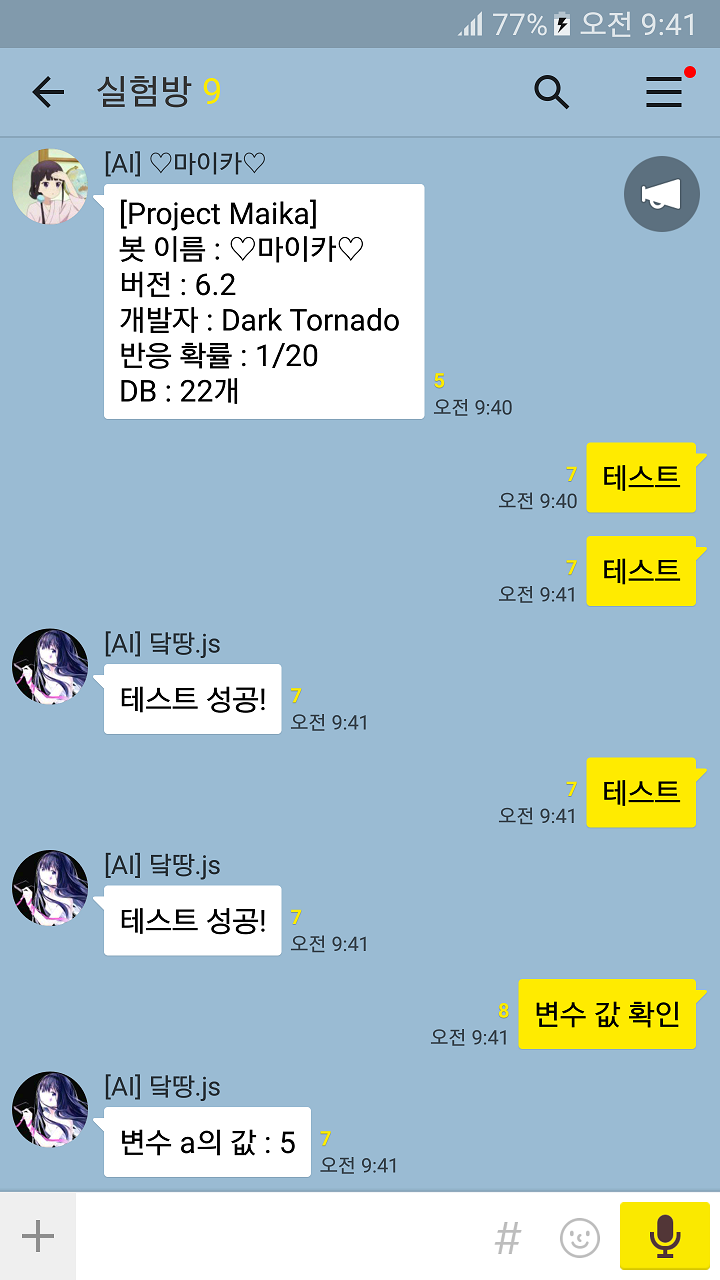 77% 오전 9:41
실험방 9
[AI] ♡마이카♡
[Project Maika]
봇 이름 : ♡마이카♡
버전 : 6.2
개발자 : Dark Tornado
반응 확률 : 1/20
DB : 22개
5
오전 9:40
테스트
7
오전 9:40
테스트
7
오전 9:41
[AI] 닼땅.js
테스트 성공!
7
오전 9:41
테스트
7
오전 9:41
[AI] 닼땅.js
테스트 성공!
7
오전 9:41
변수 값 확인
8
오전 9:41
[AI] 닼땅.js
변수 a의 값 : 5
7
오전 9:41
#